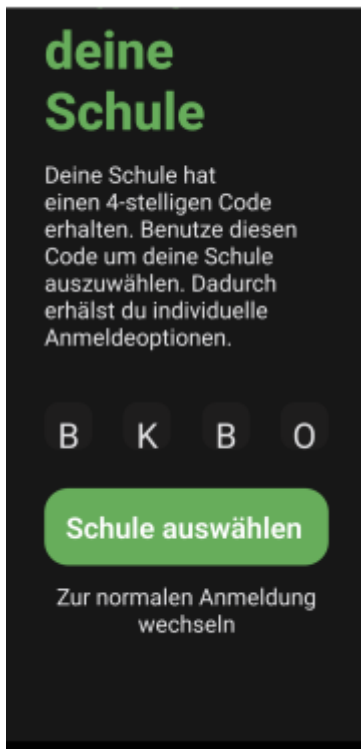 deine
Schule
Deine Schule hat
einen 4-stelligen Code
erhalten. Benutze diesen
Code um deine Schule
auszuwählen. Dadurch
erhälst du individuelle
Anmeldeoptionen.
B K B O
Schule auswählen
Zur normalen Anmeldung
wechseln